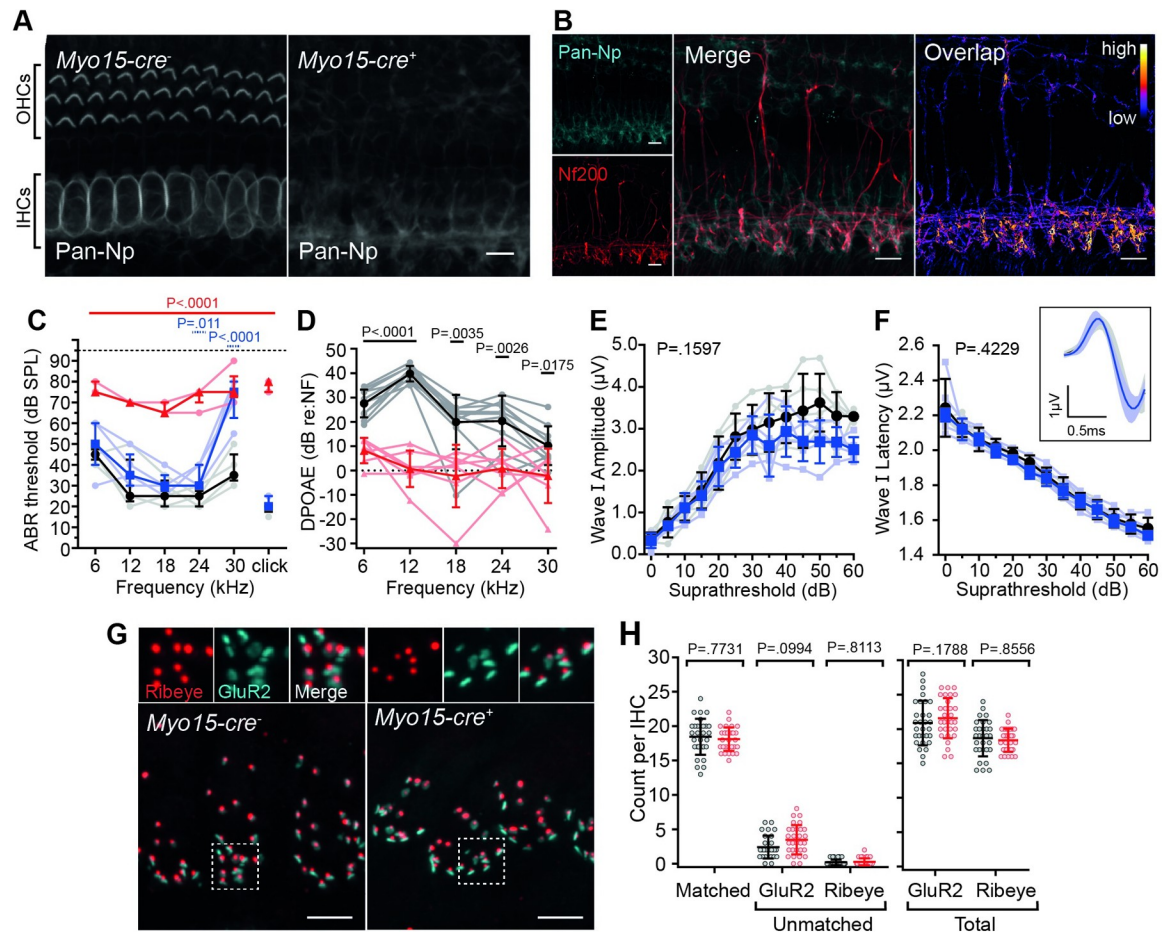 A
Myo15-cre-
Myo15-cre+
OHCs
IHCs
Pan-Np
Pan-Np
B
Pan-Np
Nf200
Merge
Overlap
high
low
C
P<.0001
P=.011
P<.0001
ABR threshold (dB SPL)
90
80
70
60
50
40
30
20
10
0
6 12 18 24 30 click
Frequency (kHz)
D
P<.0001
P=.0035
P=.0026
P=.0175
DPOAE (dB re:NF)
50
40
30
20
10
0
-10
-20
-30
6 12 18 24 30
Frequency (kHz)
E
P=.1597
Wave I Amplitude (µV)
5.0
4.0
3.0
2.0
1.0
0.0
0 10 20 30 40 50 60
Suprathreshold (dB)
F
P=.4229
Wave I Latency (µV)
2.6
2.4
2.2
2.0
1.8
1.6
1.4
0 10 20 30 40 50 60
Suprathreshold (dB)
1µV
0.5ms
G
Ribeye
GluR2
Merge
Myo15-cre-
Myo15-cre+
H
P=.7731
P=.0994
P=.8113
P=.1788
P=.8556
Count per IHC
30
25
20
15
10
5
0
Matched
GluR2
Ribeye
GluR2
Ribeye
Unmatched
Total